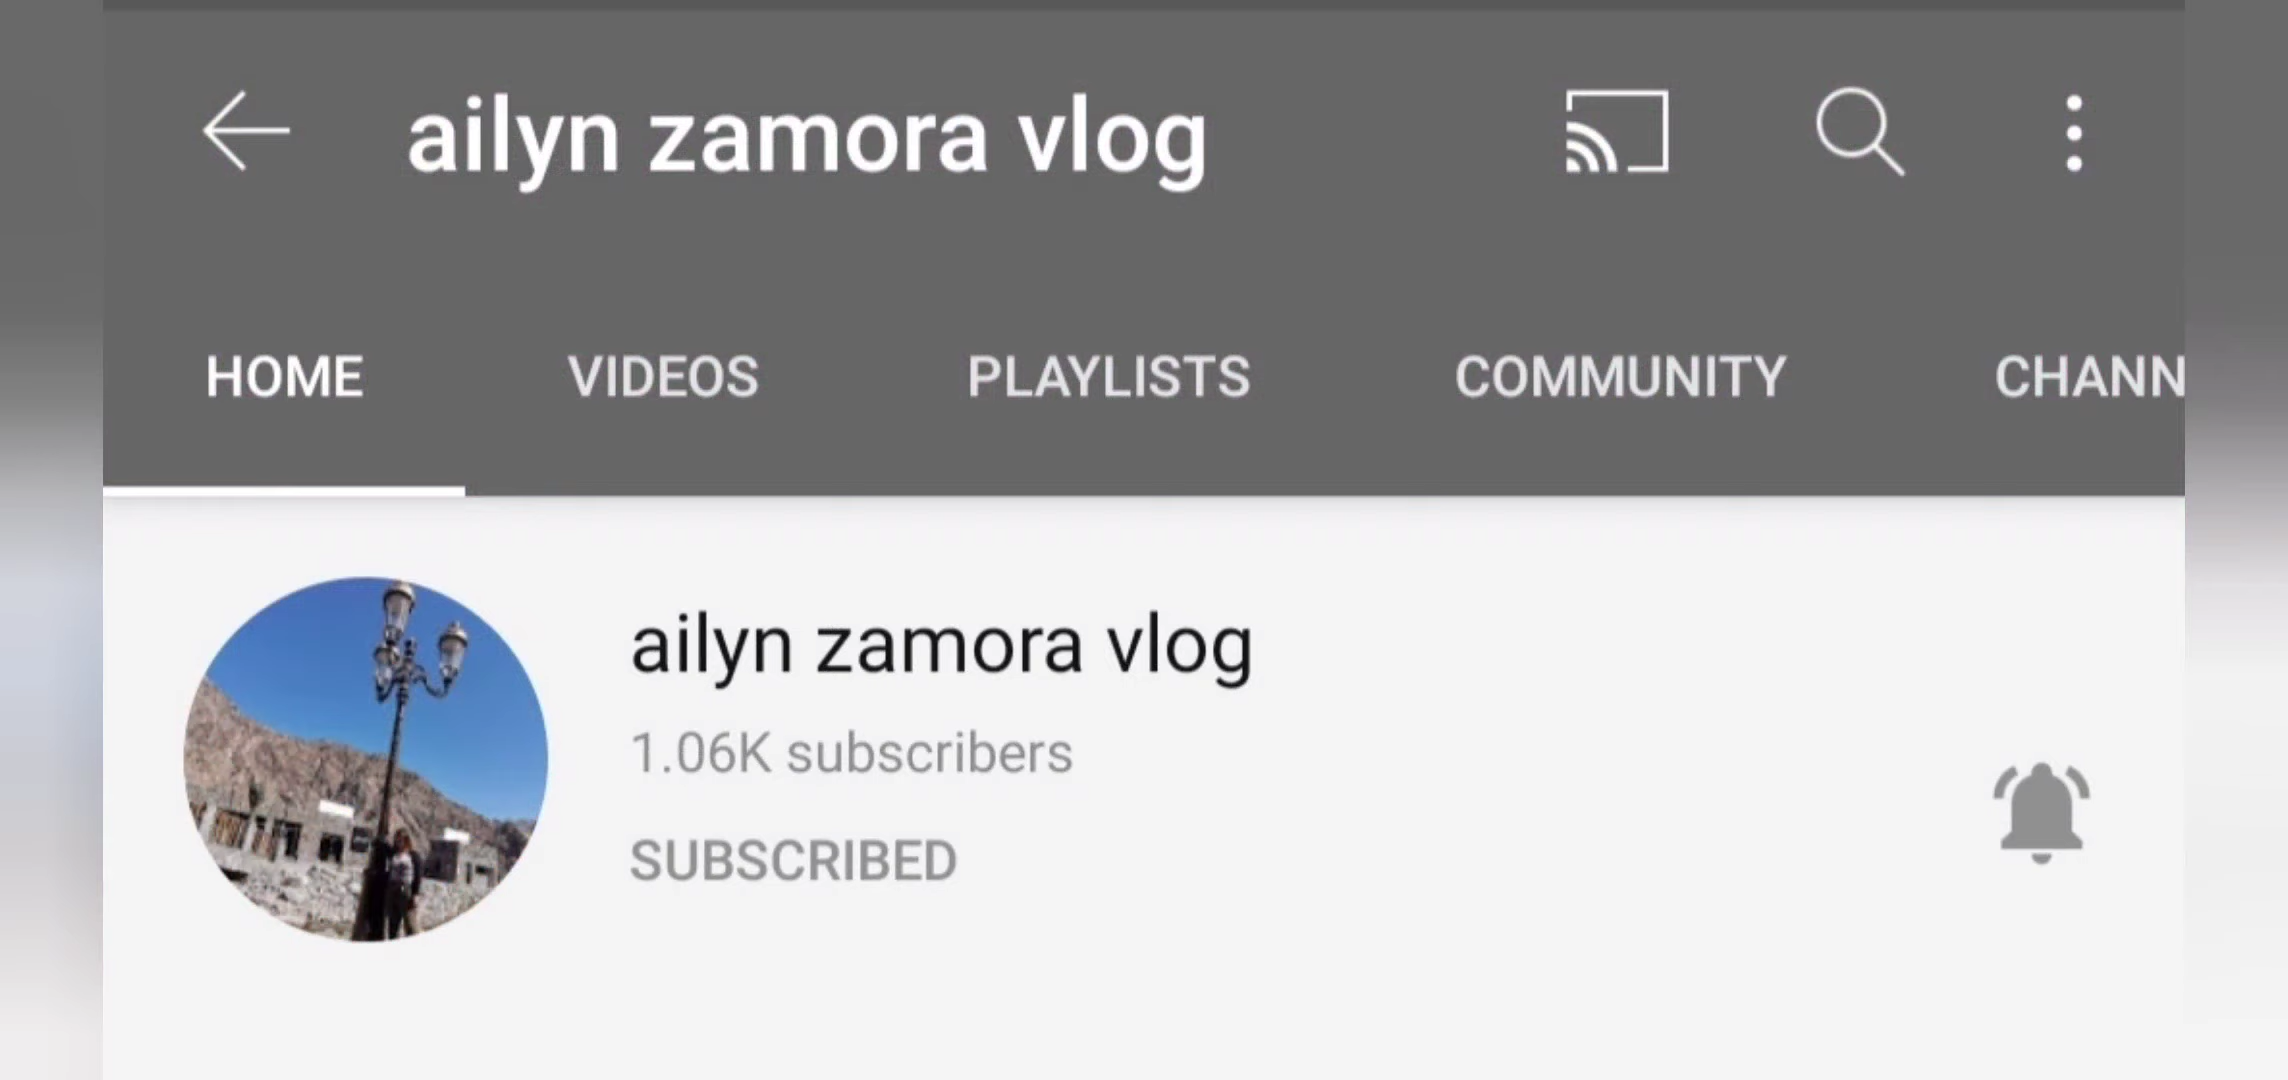 ailyn zamora vlog
HOME VIDEOS PLAYLISTS COMMUNITY CHANN
ailyn zamora vlog
1.06K subscribers
SUBSCRIBED